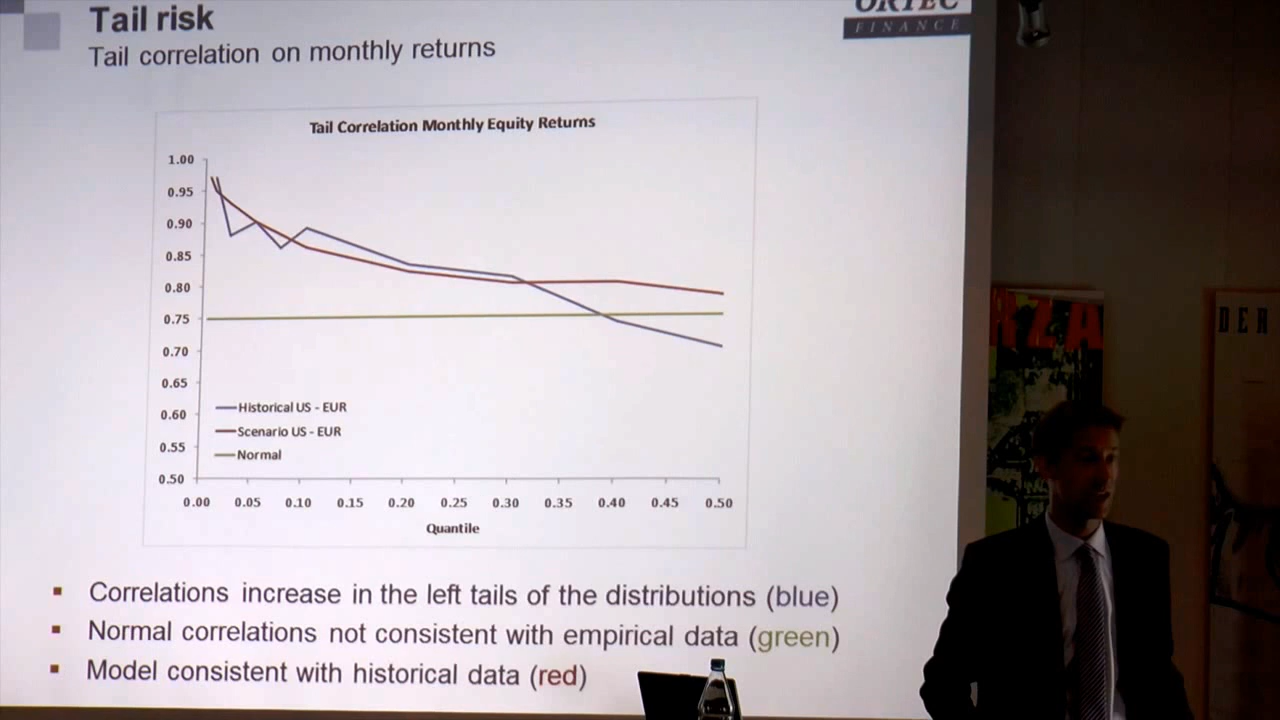 Tail risk
ORTEC
FINANCE
Tail correlation on monthly returns
Tail Correlation Monthly Equity Returns
1.00
0.95
0.90
0.85
0.80
0.75
0.70
0.65
0.60
0.55
0.50
Historical US - EUR
Scenario US - EUR
Normal
0.00 0.05 0.10 0.15 0.20 0.25 0.30 0.35 0.40 0.45 0.50
Quantile
▪ Correlations increase in the left tails of the distributions (blue)
▪ Normal correlations not consistent with empirical data (green)
▪ Model consistent with historical data (red)
RZA
DER